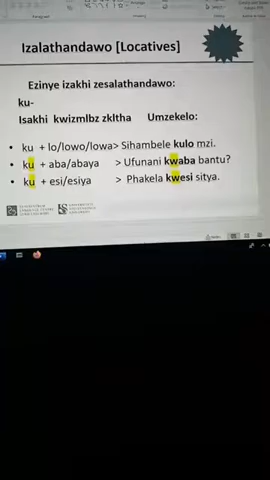 Izalathandawo [Locatives]
Ezinye izakhi zesalathandawo:
ku-
Isakhi kwizmlbz zkltha Umzekelo:
• ku + lo/lowo/lowa> Sihambele kulo mzi.
• ku + aba/abaya > Ufunani kwaba bantu?
• ku + esi/esiya > Phakela kwesi sitya.